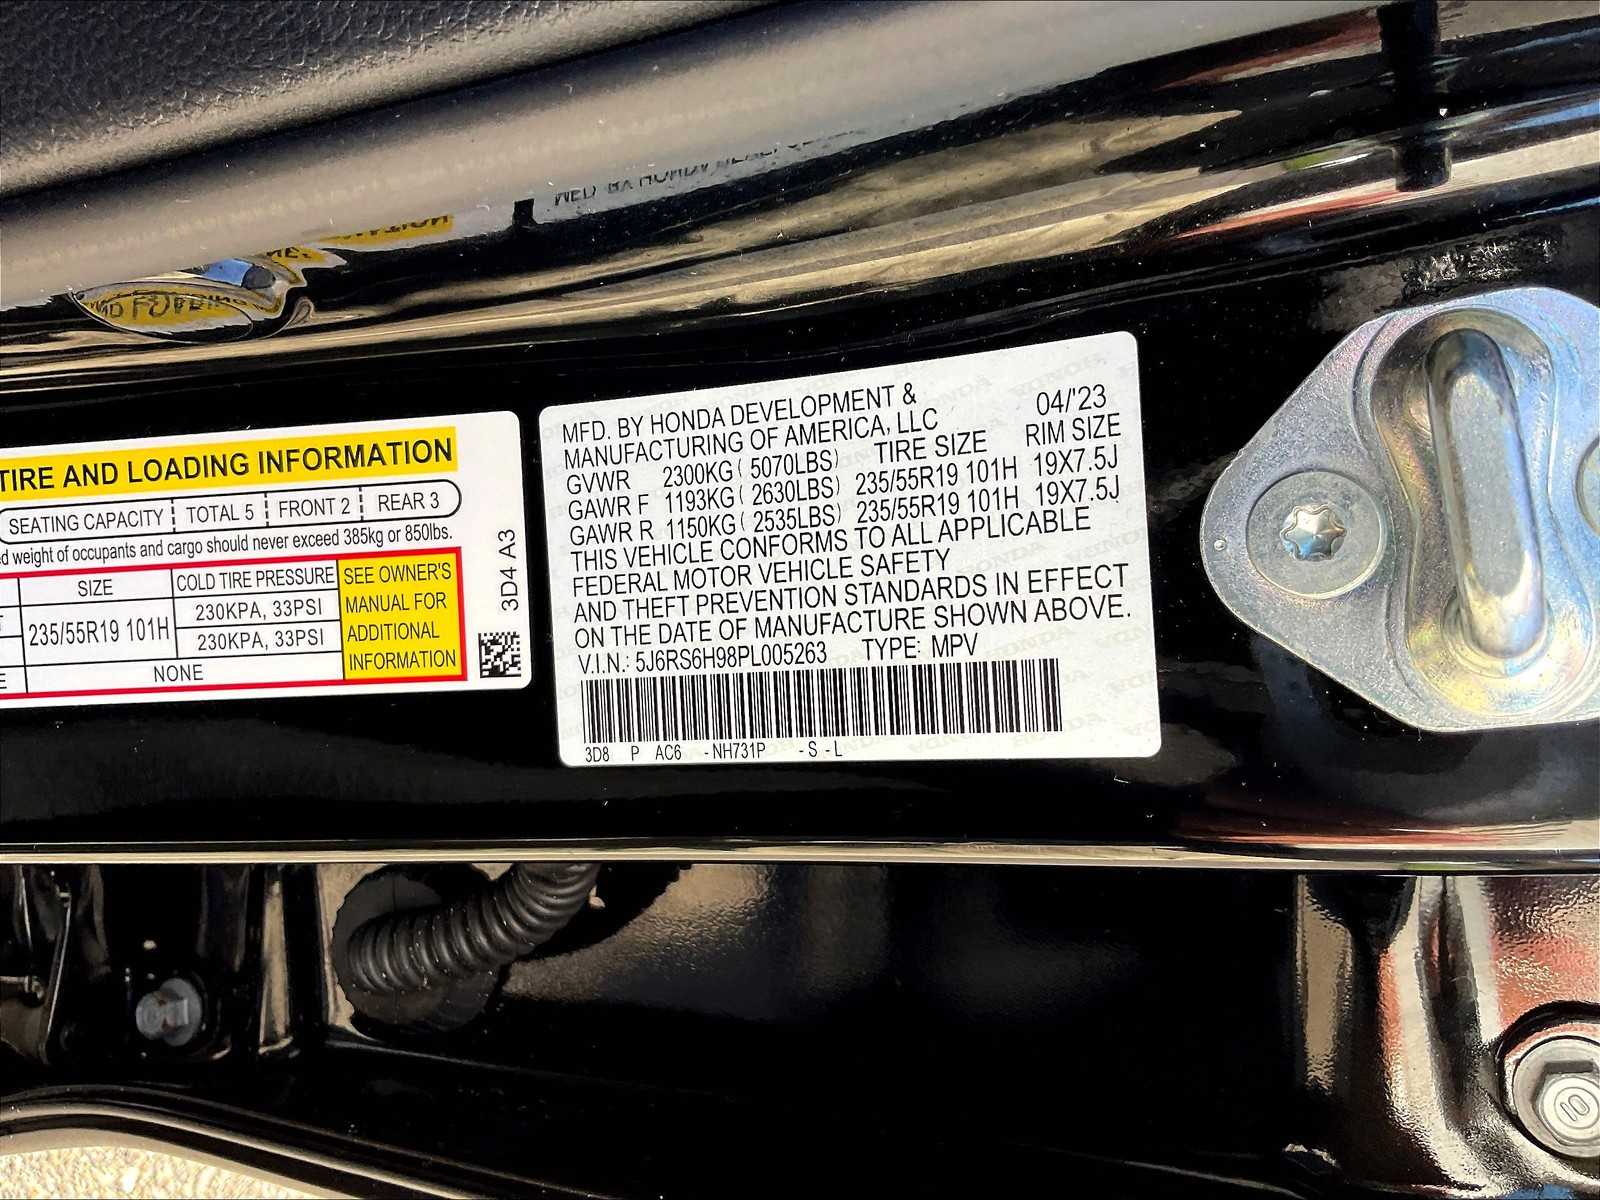 TIRE AND LOADING INFORMATION
SEATING CAPACITY TOTAL 5 FRONT 2 REAR 3
weight of occupants and cargo should never exceed 385kg or 850lbs.
SIZE COLD TIRE PRESSURE
235/55R19 101H
230KPA, 33PSI
230KPA, 33PSI
NONE
SEE OWNER'S
MANUAL FOR
ADDITIONAL
INFORMATION
3D4 A3
MFD. BY HONDA DEVELOPMENT &
MANUFACTURING OF AMERICA, LLC 04/'23
GVWR 2300KG ( 5070LBS) TIRE SIZE RIM SIZE
GAWR F 1193KG ( 2630LBS) 235/55R19 101H 19X7.5J
GAWR R 1150KG ( 2535LBS) 235/55R19 101H 19X7.5J
THIS VEHICLE CONFORMS TO ALL APPLICABLE
FEDERAL MOTOR VEHICLE SAFETY
AND THEFT PREVENTION STANDARDS IN EFFECT
ON THE DATE OF MANUFACTURE SHOWN ABOVE.
V.I.N.: 5J6RS6H98PL005263 TYPE: MPV
3D8 P AC6 -NH731P -S -L
10